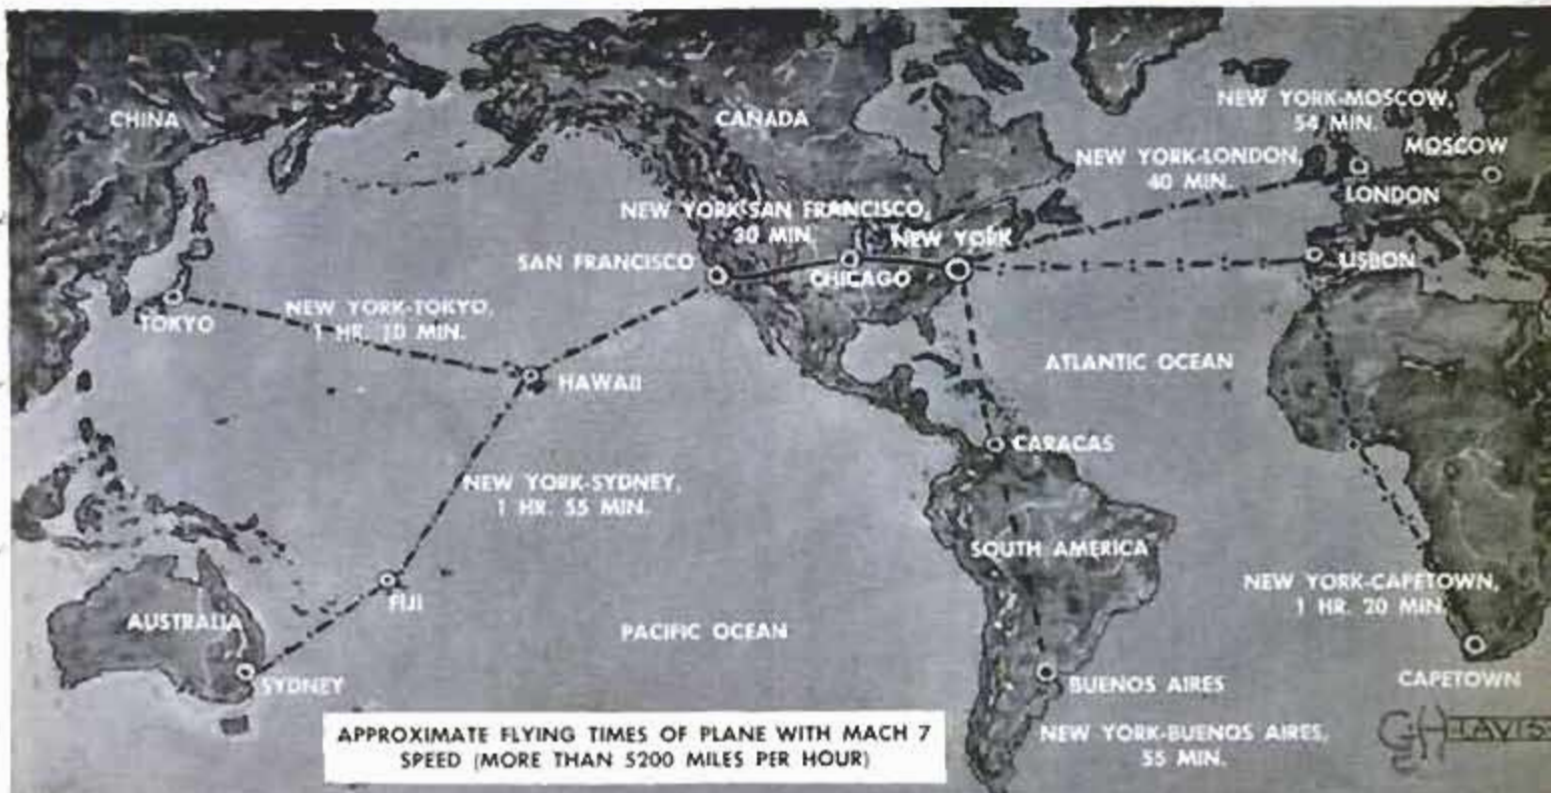 CHINA
CANADA
NEW YORK-MOSCOW,
54 MIN.
MOSCOW
NEW YORK-LONDON,
40 MIN.
LONDON
NEW YORK-SAN FRANCISCO,
30 MIN.
NEW YORK
SAN FRANCISCO
CHICAGO
LISBON
NEW YORK-TOKYO,
1 HR. 10 MIN.
TOKYO
HAWAII
ATLANTIC OCEAN
CARACAS
NEW YORK-SYDNEY,
1 HR. 55 MIN.
SOUTH AMERICA
FIJI
NEW YORK-CAPETOWN,
1 HR. 20 MIN.
AUSTRALIA
PACIFIC OCEAN
SYDNEY
BUENOS AIRES
CAPETOWN
APPROXIMATE FLYING TIMES OF PLANE WITH MACH 7
SPEED (MORE THAN 5200 MILES PER HOUR)
NEW YORK-BUENOS AIRES,
55 MIN.